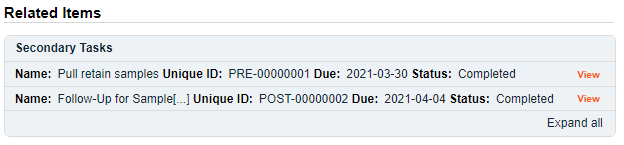 Related Items
Secondary Tasks
Name: Pull retain samples Unique ID: PRE-00000001 Due: 2021-03-30 Status: Completed View
Name: Follow-Up for Sample[...] Unique ID: POST-00000002 Due: 2021-04-04 Status: Completed View
Expand all